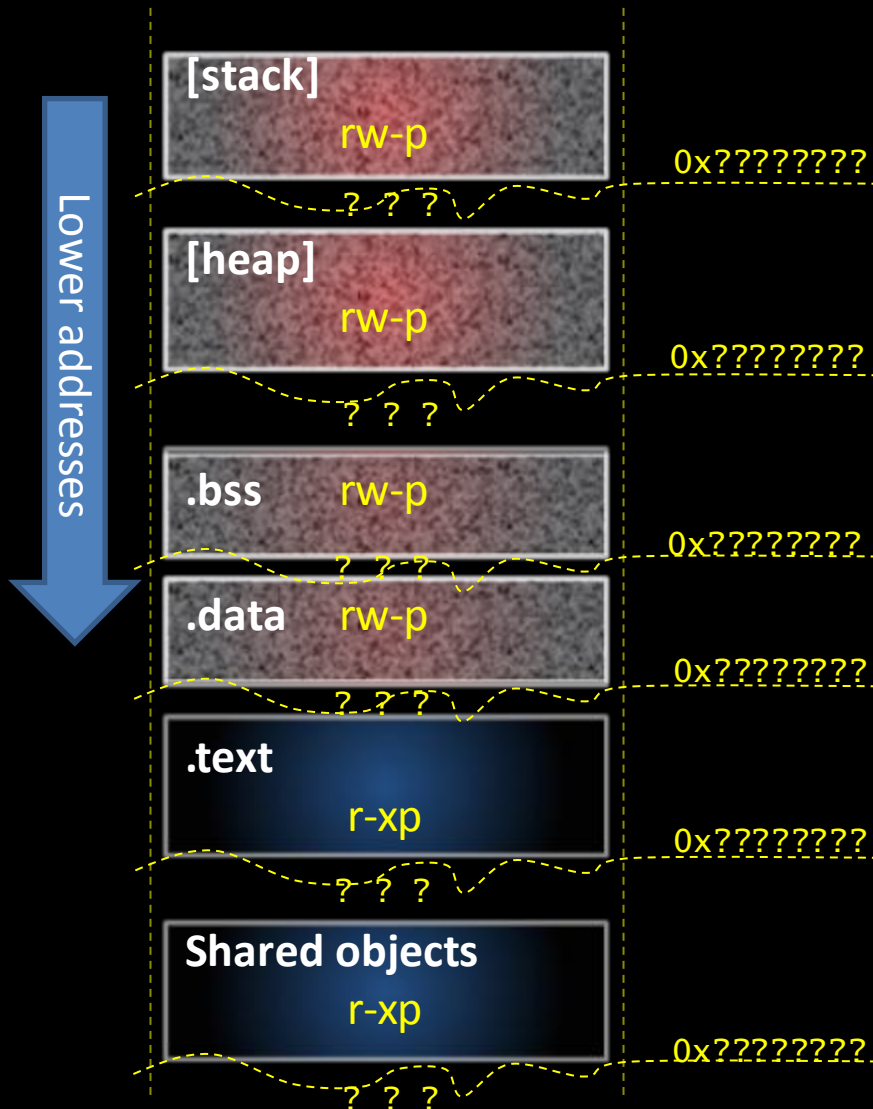 [stack]
rw-p
0x????????
? ? ?
Lower addresses
[heap]
rw-p
0x????????
? ? ?
.bss rw-p
0x????????
? ? ?
.data rw-p
0x????????
? ? ?
.text
r-xp
0x????????
? ? ?
Shared objects
r-xp
0x????????
? ? ?